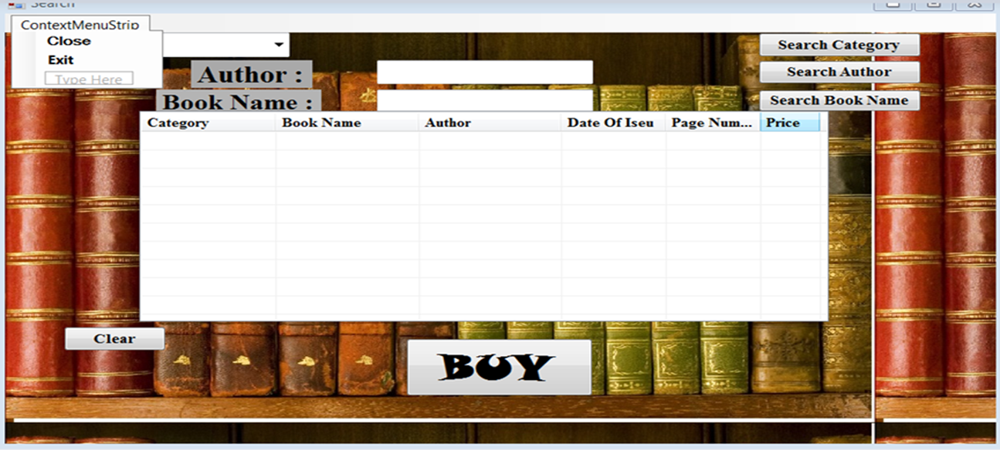 Search
ContextMenuStrip
Close
Exit
Type Here
Search Category
Author :
Search Author
Book Name :
Search Book Name
Category Book Name Author Date Of Iseu Page Num... Price
Clear
BUY